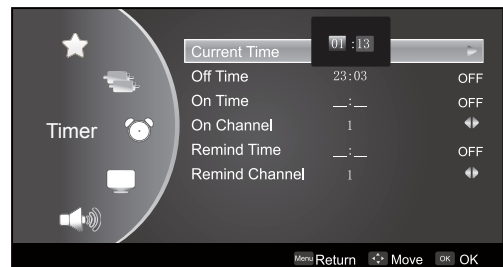 Current Time 01 :13
Off Time 23:03 OFF
On Time __:__ OFF
Timer
On Channel 1
Remind Time __:__ OFF
Remind Channel 1
Menu Return Move OK OK